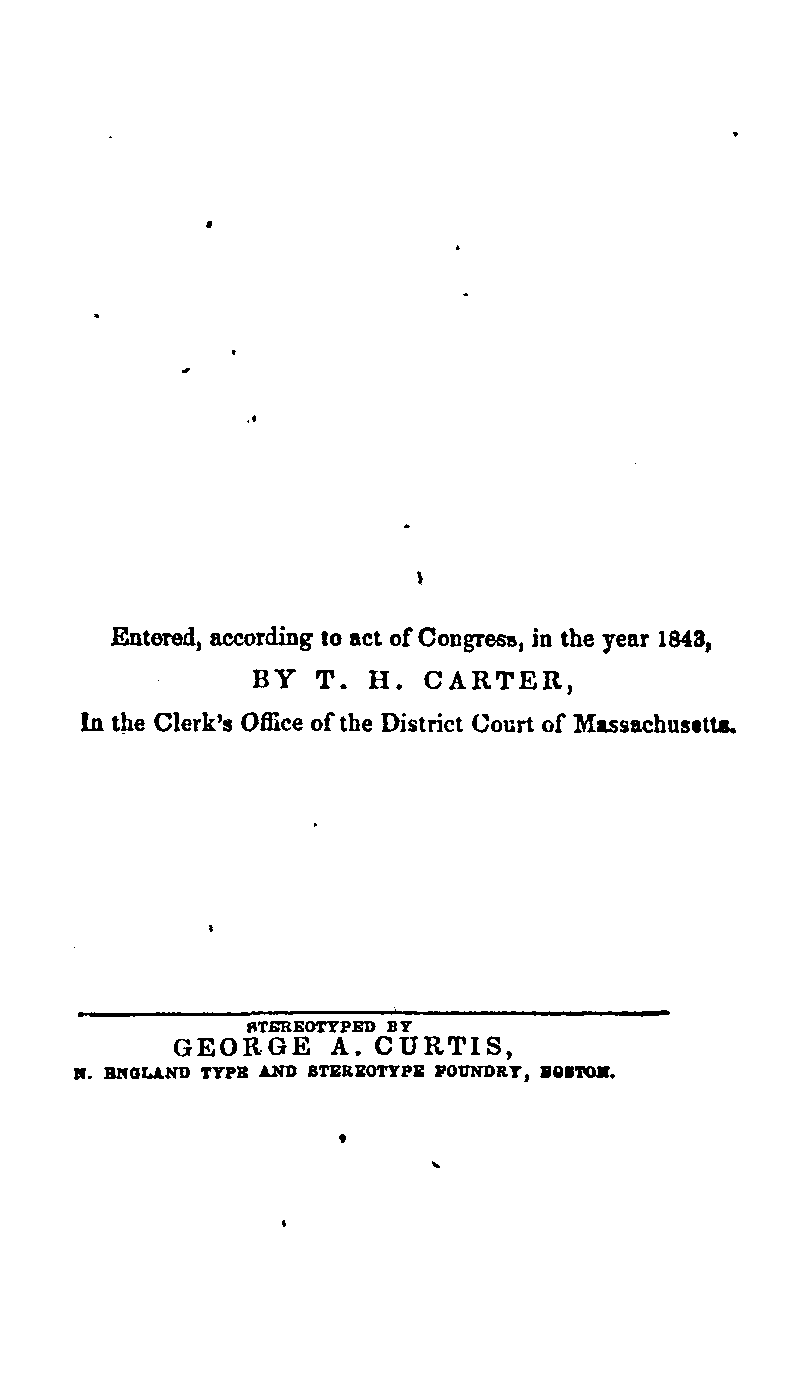 Entered, according to act of Congress, in the year 1843,
BY T. H. CARTER,
In the Clerk's Office of the District Court of Massachusetts.
STEREOTYPED BY
GEORGE A. CURTIS,
N. ENGLAND TYPE AND STEREOTYPE FOUNDRY, BOSTON.